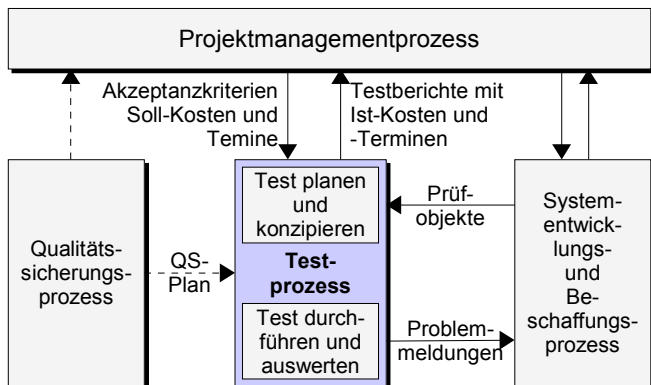 Projektmanagementprozess
Akzeptanzkriterien
Soll-Kosten und
Temine
Testberichte mit
Ist-Kosten und
-Terminen
Qualitäts-
sicherungs-
prozess
QS-
Plan
Test planen
und
konzipieren
Test-
prozess
Test durch-
führen und
auswerten
Prüf-
objekte
Problem-
meldungen
System-
entwick-
lungs-
und
Be-
schaffungs-
prozess